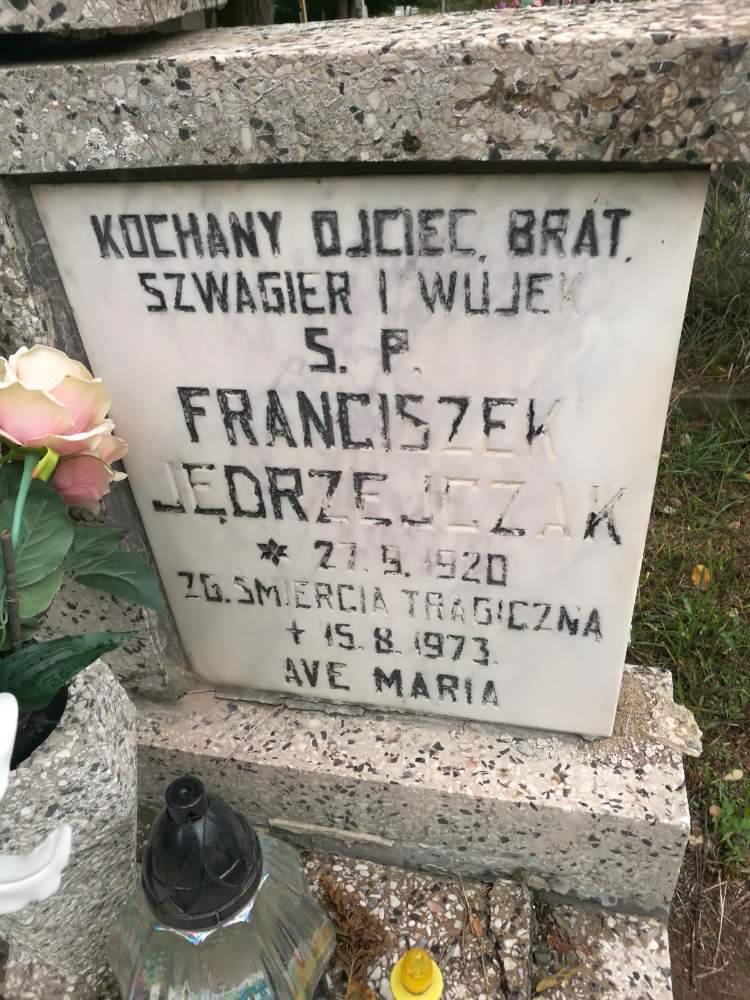 KOCHANY OJCIEC, BRAT,
SZWAGIER I WUJEK
S. P.
FRANCISZEK
JĘDRZEJCZAK
* 27. 9. 1920
ZG. ŚMIERCIĄ TRAGICZNĄ
+ 15. 8. 1973.
AVE MARIA